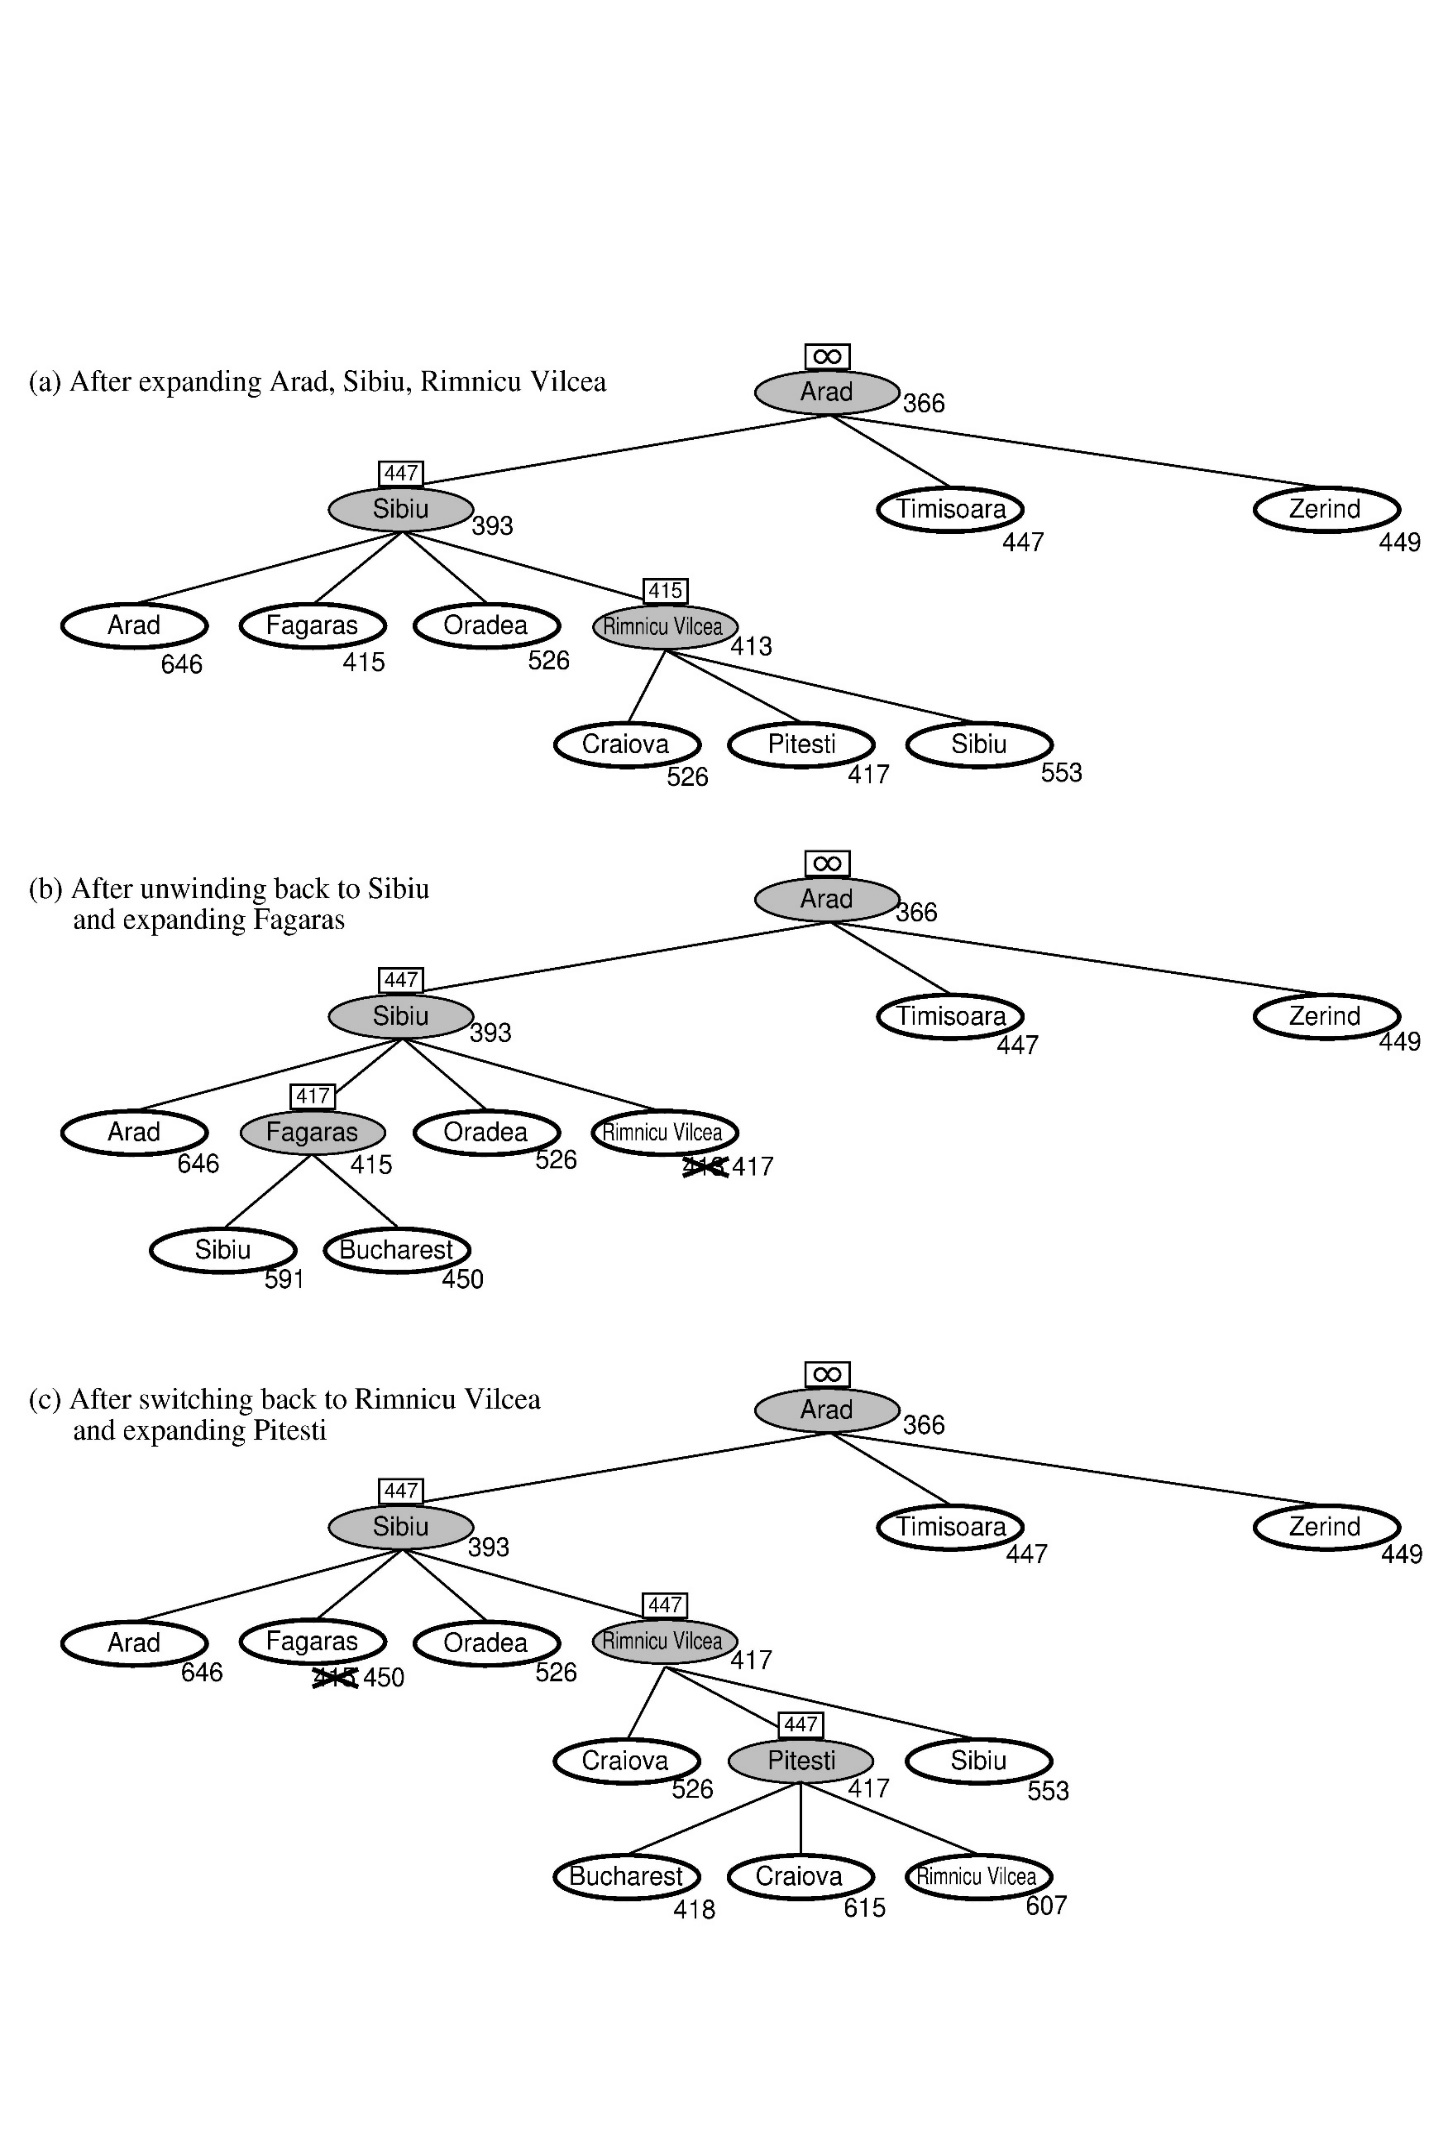 ∞
(a) After expanding Arad, Sibiu, Rimnicu Vilcea
Arad
366
447
Sibiu
393
Timisoara
447
Zerind
449
415
Arad
646
Fagaras
415
Oradea
526
Rimnicu Vilcea
413
Craiova
526
Pitesti
417
Sibiu
553
∞
(b) After unwinding back to Sibiu
and expanding Fagaras
Arad
366
447
Sibiu
393
Timisoara
447
Zerind
449
417
Arad
646
Fagaras
415
Oradea
526
Rimnicu Vilcea
413 417
Sibiu
591
Bucharest
450
∞
(c) After switching back to Rimnicu Vilcea
and expanding Pitesti
Arad
366
447
Sibiu
393
Timisoara
447
Zerind
449
447
Arad
646
Fagaras
415 450
Oradea
526
Rimnicu Vilcea
417
447
Craiova
526
Pitesti
417
Sibiu
553
Bucharest
418
Craiova
615
Rimnicu Vilcea
607